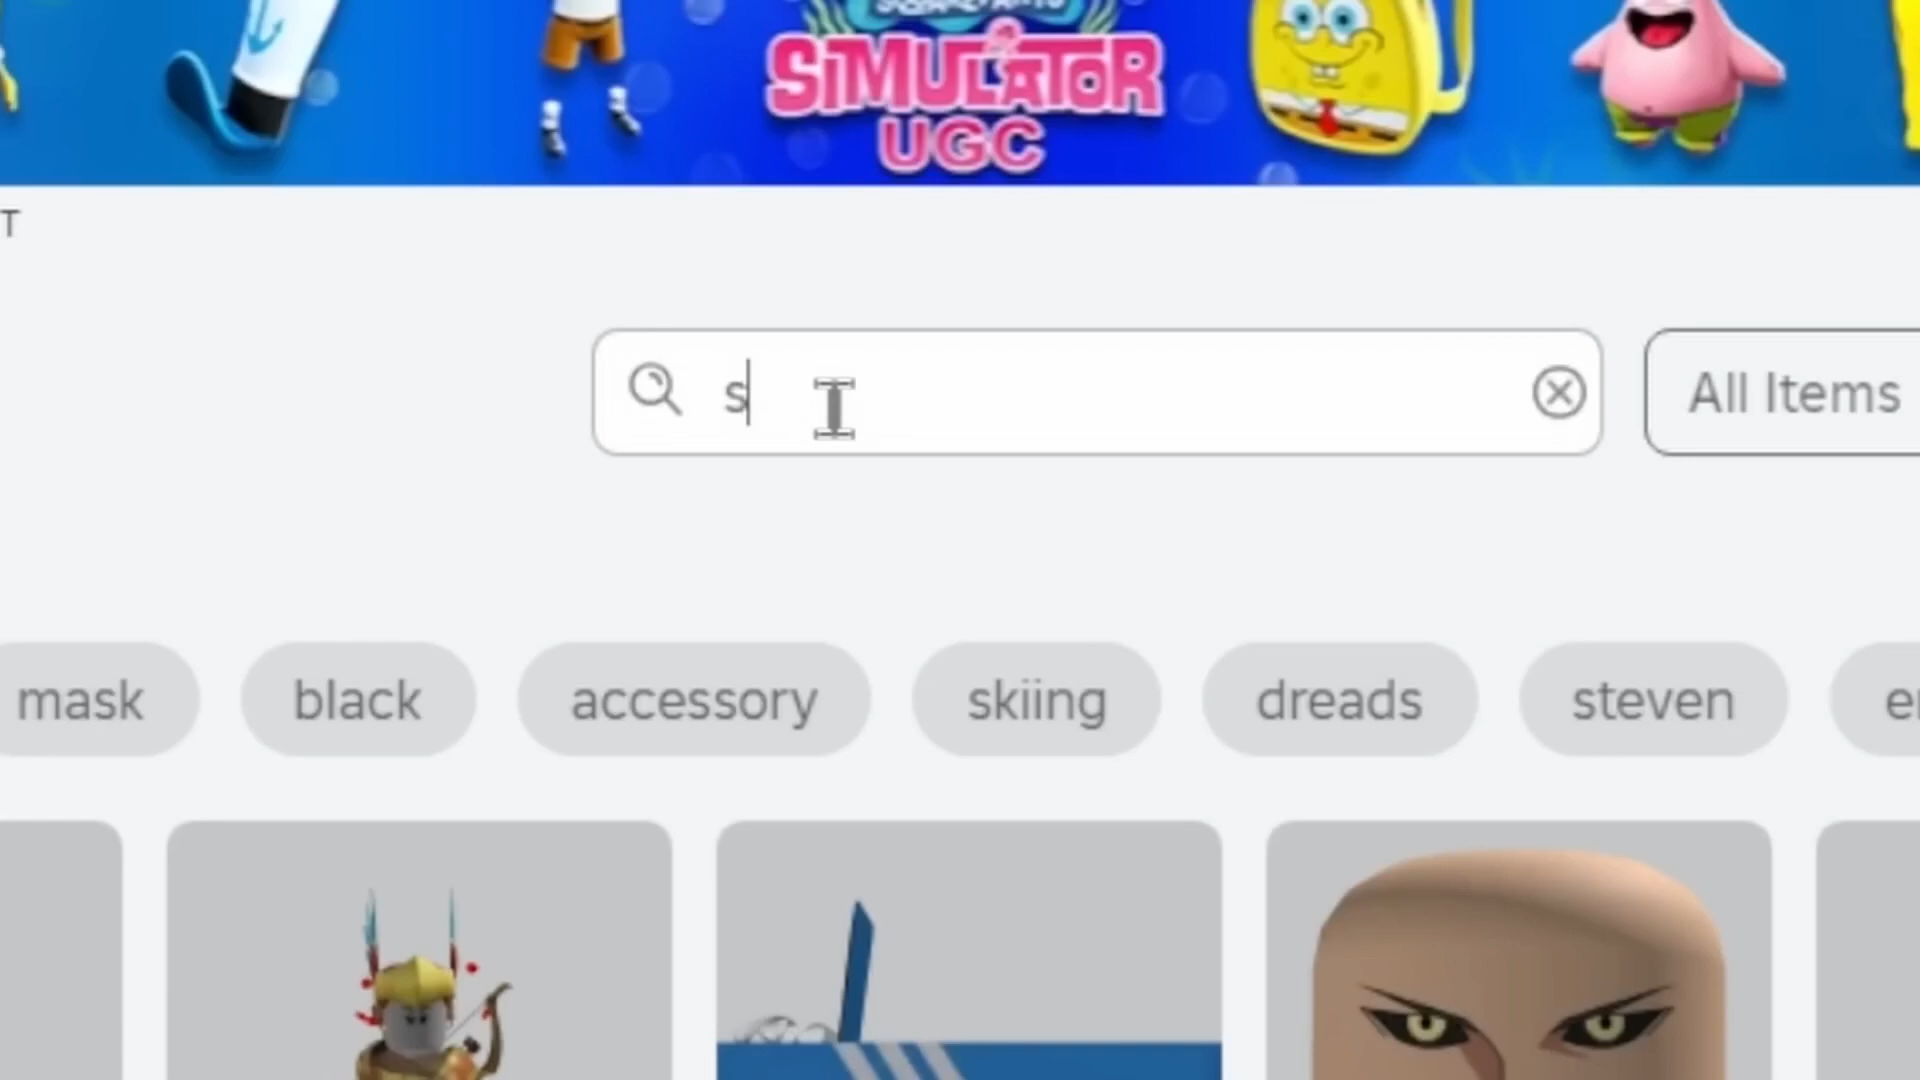 SIMULATOR
UGC
T
s
All Items
mask
black
accessory
skiing
dreads
steven